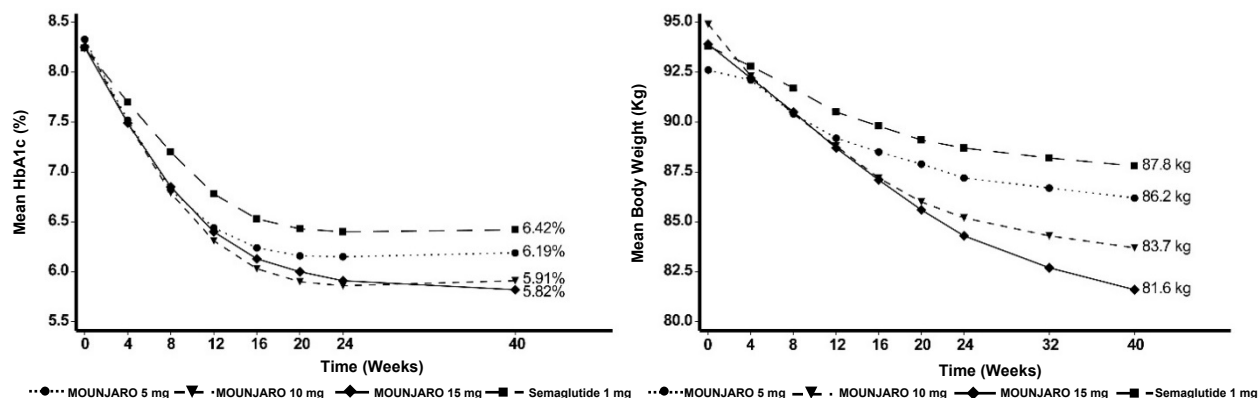 8.5
8.0
7.5
7.0
6.5
6.0
5.5
Mean HbA1c (%)
6.42%
6.19%
5.91%
5.82%
0 4 8 12 16 20 24 40
Time (Weeks)
MOUNJARO 5 mg MOUNJARO 10 mg MOUNJARO 15 mg Semaglutide 1 mg
95.0
92.5
90.0
87.5
85.0
82.5
80.0
Mean Body Weight (Kg)
87.8 kg
86.2 kg
83.7 kg
81.6 kg
0 4 8 12 16 20 24 32 40
Time (Weeks)
MOUNJARO 5 mg MOUNJARO 10 mg MOUNJARO 15 mg Semaglutide 1 mg